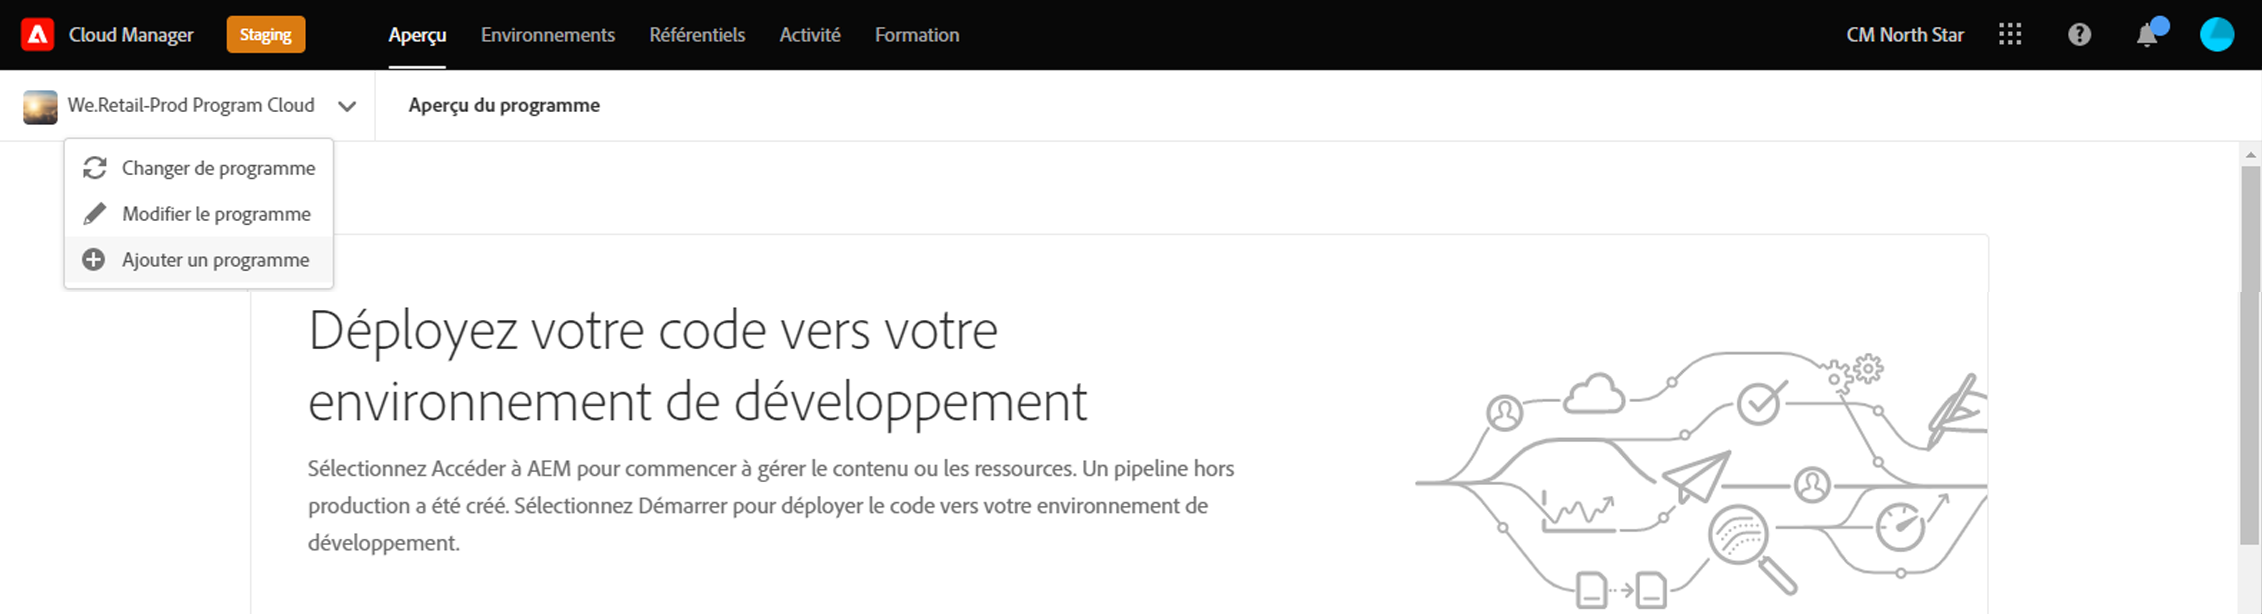 Cloud Manager
Staging
Aperçu
Environnements
Référentiels
Activité
Formation
CM North Star
We.Retail-Prod Program Cloud
Aperçu du programme
Changer de programme
Modifier le programme
Ajouter un programme
Déployez votre code vers votre
environnement de développement
Sélectionnez Accéder à AEM pour commencer à gérer le contenu ou les ressources. Un pipeline hors
production a été créé. Sélectionnez Démarrer pour déployer le code vers votre environnement de
développement.